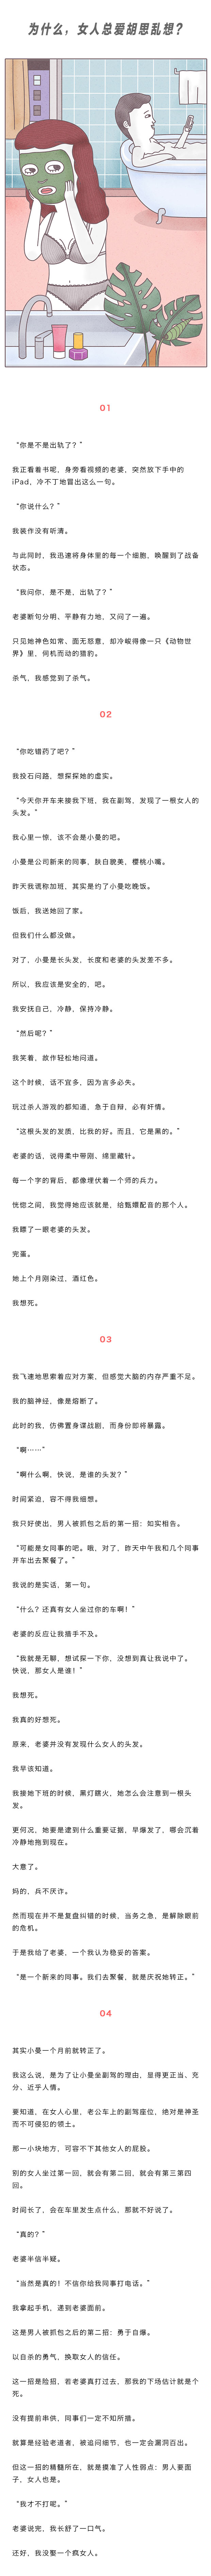 为什么，女人总爱胡思乱想？
01
“你是不是出轨了？”
我正看着书呢，身旁看视频的老婆，突然放下手中的
iPad，冷不丁地冒出这么一句。
“你说什么？”
我装作没有听清。
与此同时，我迅速将身体里的每一个细胞，唤醒到了战备
状态。
“我问你，是不是，出轨了？”
老婆断句分明、平静有力地，又问了一遍。
只见她神色如常、面无怒意，却冷峻得像一只《动物世
界》里、伺机而动的猎豹。
杀气，我感觉到了杀气。
02
“你吃错药了吧？”
我投石问路，想探探她的虚实。
“今天你开车来接我下班，我在副驾，发现了一根女人的
头发。”
我心里一惊，该不会是小曼的吧。
小曼是公司新来的同事，肤白貌美，樱桃小嘴。
昨天我谎称加班，其实是约了小曼吃晚饭。
饭后，我送她回了家。
但我们什么都没做。
对了，小曼是长头发，长度和老婆的头发差不多。
所以，我应该是安全的，吧。
我安抚自己，冷静，保持冷静。
“然后呢？”
我笑着，故作轻松地问道。
这个时候，话不宜多，因为言多必失。
玩过杀人游戏的都知道，急于自辩，必有奸情。
“这根头发的发质，比我的好。而且，它是黑的。”
老婆的话，说得柔中带刚、绵里藏针。
每一个字的背后，都像埋伏着一个师的兵力。
恍惚之间，我觉得她应该就是，给甄嬛配音的那个人。
我瞟了一眼老婆的头发。
完蛋。
她上个月刚染过，酒红色。
我想死。
03
我飞速地思索着应对方案，但感觉大脑的内存严重不足。
我的脑神经，像是熔断了。
此时的我，仿佛置身谍战剧，而身份即将暴露。
“啊……”
“啊什么啊，快说，是谁的头发？”
时间紧迫，容不得我细想。
我只好使出，男人被抓包之后的第一招：如实相告。
“可能是女同事的吧。哦，对了，昨天中午我和几个同事
开车出去聚餐了。”
我说的是实话，第一句。
“什么？还真有女人坐过你的车啊！”
老婆的反应让我措手不及。
“我就是无聊，想试探一下你，没想到真让我说中了。
快说，那女人是谁！”
我想死。
我真的好想死。
原来，老婆并没有发现什么女人的头发。
我早该知道。
我接她下班的时候，黑灯瞎火，她怎么会注意到一根头
发。
更何况，她要是逮到什么重要证据，早爆发了，哪会沉着
冷静地拖到现在。
大意了。
妈的，兵不厌诈。
然而现在并不是复盘纠错的时候，当务之急，是解除眼前
的危机。
于是我给了老婆，一个我认为稳妥的答案。
“是一个新来的同事。我们去聚餐，就是庆祝她转正。”
04
其实小曼一个月前就转正了。
我这么说，是为了让小曼坐副驾的理由，显得更正当、充
分、近乎人情。
要知道，在女人心里，老公车上的副驾座位，绝对是神圣
而不可侵犯的领土。
那一小块地方，可容不下其他女人的屁股。
别的女人坐过第一回，就会有第二回，就会有第三第四
回。
时间长了，会在车里发生点什么，那就不好说了。
“真的？”
老婆半信半疑。
“当然是真的！不信你给我同事打电话。”
我拿起手机，递到老婆面前。
这是男人被抓包之后的第二招：勇于自爆。
以自杀的勇气，换取女人的信任。
这一招是险招，若老婆真打过去，那我的下场估计就是个
死。
没有提前串供，同事们一定不知所措。
就算是经验老道者，被追问细节，也一定会漏洞百出。
但这一招的精髓所在，就是摸准了人性弱点：男人要面
子，女人也是。
“我才不打呢。”
老婆说完，我长舒了一口气。
还好，我没娶一个疯女人。